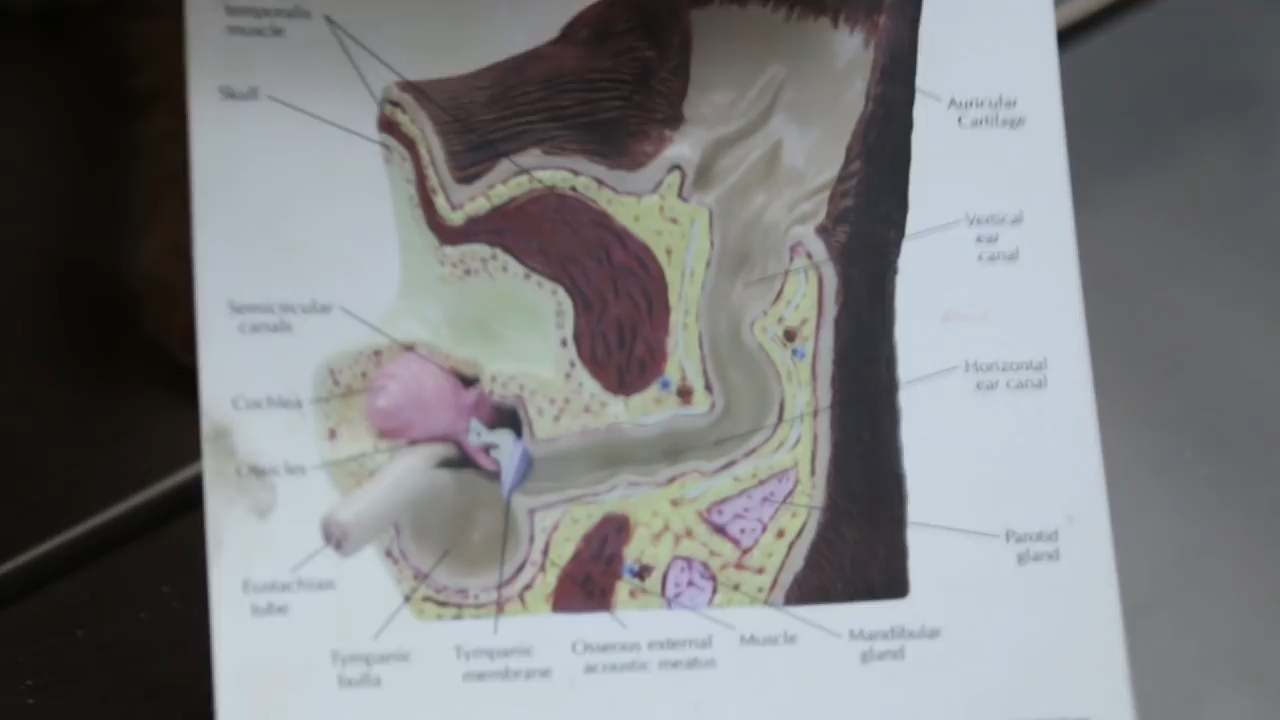 temporalis
muscle
Skull
Auricular
Cartilage
Vertical
ear
canal
Semicircular
canals
Horizontal
ear canal
Cochlea
Ossicles
Parotid
gland
Eustachian
tube
Tympanic
bulla
Tympanic
membrane
Osseous external
acoustic meatus
Muscle
Mandibular
gland